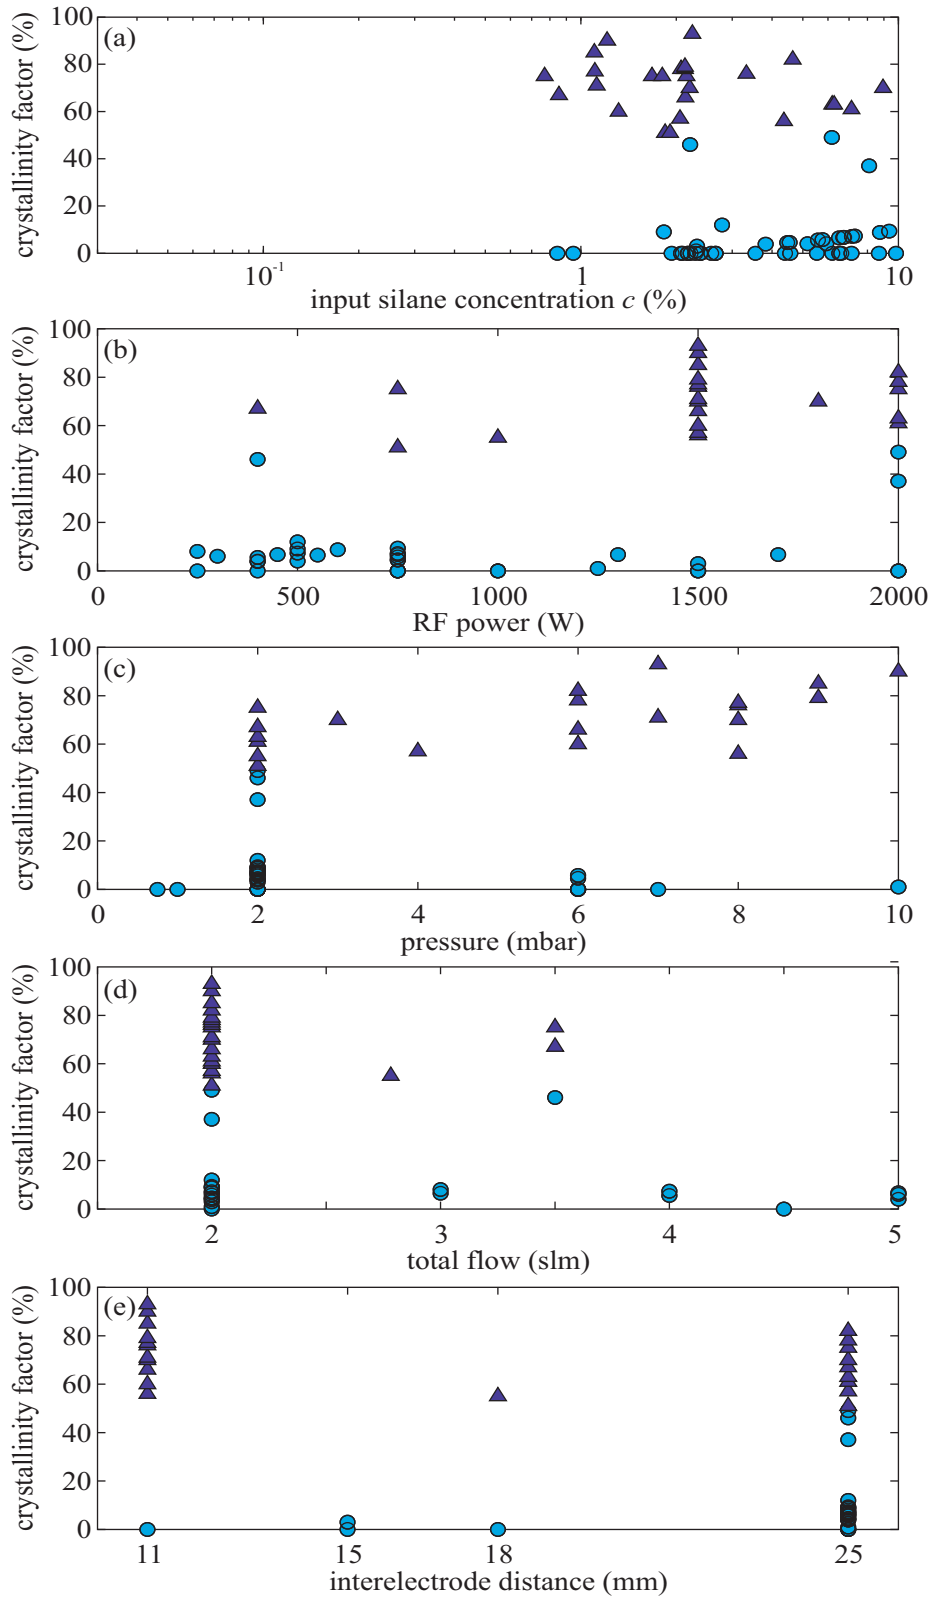 100
80
60
40
20
0
crystallinity factor (%)
(a)
10⁻¹ 1 10
input silane concentration c (%)
100
80
60
40
20
0
crystallinity factor (%)
(b)
0 500 1000 1500 2000
RF power (W)
100
80
60
40
20
0
crystallinity factor (%)
(c)
0 2 4 6 8 10
pressure (mbar)
100
80
60
40
20
0
crystallinity factor (%)
(d)
2 3 4 5
total flow (slm)
100
80
60
40
20
0
crystallinity factor (%)
(e)
11 15 18 25
interelectrode distance (mm)